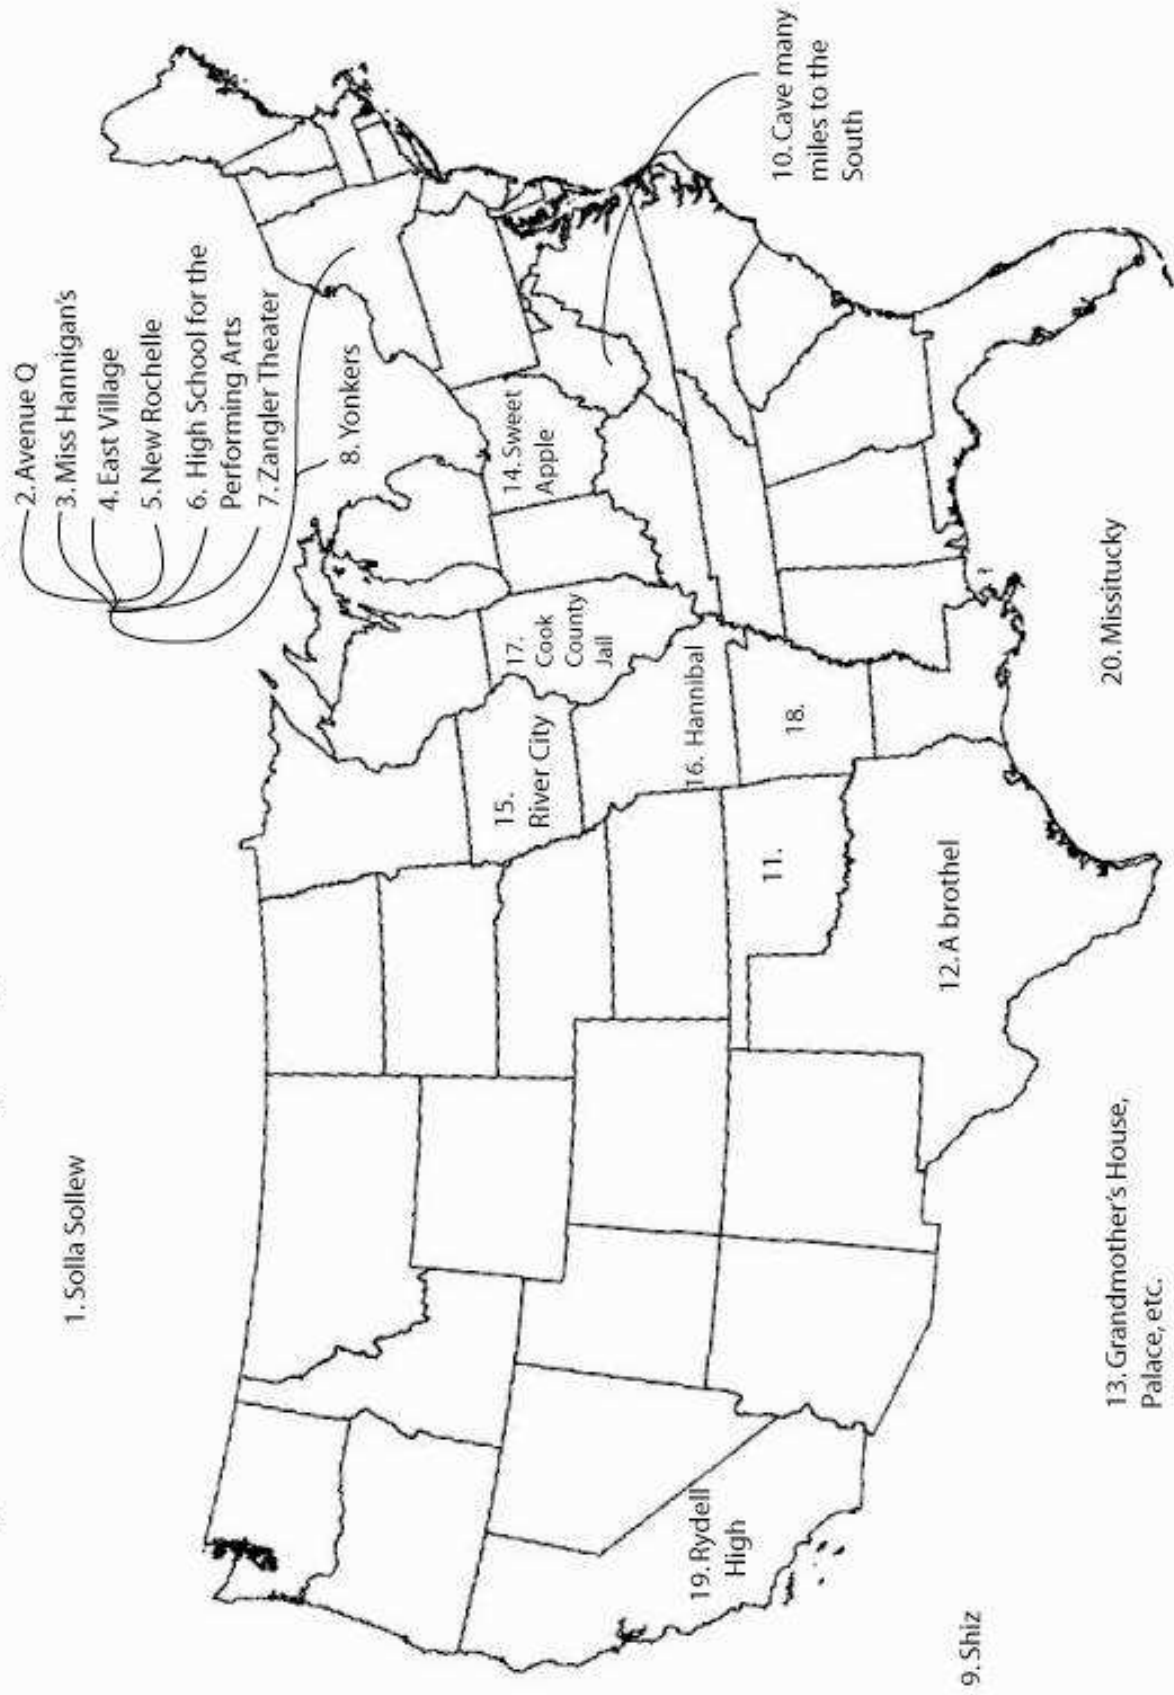 1. Solla Sollew
2. Avenue Q
3. Miss Hannigan's
4. East Village
5. New Rochelle
6. High School for the
Performing Arts
7. Zangler Theater
8. Yonkers
9. Shiz
10. Cave many
miles to the
South
11.
12. A brothel
13. Grandmother's House,
Palace, etc.
14. Sweet
Apple
15.
River City
16. Hannibal
17.
Cook
County
Jail
18.
19. Rydell
High
20. Missitucky